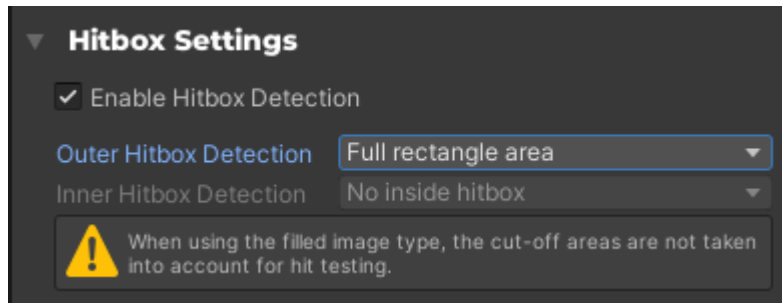 Hitbox Settings
Enable Hitbox Detection
Outer Hitbox Detection Full rectangle area
Inner Hitbox Detection No inside hitbox
When using the filled image type, the cut-off areas are not taken
into account for hit testing.